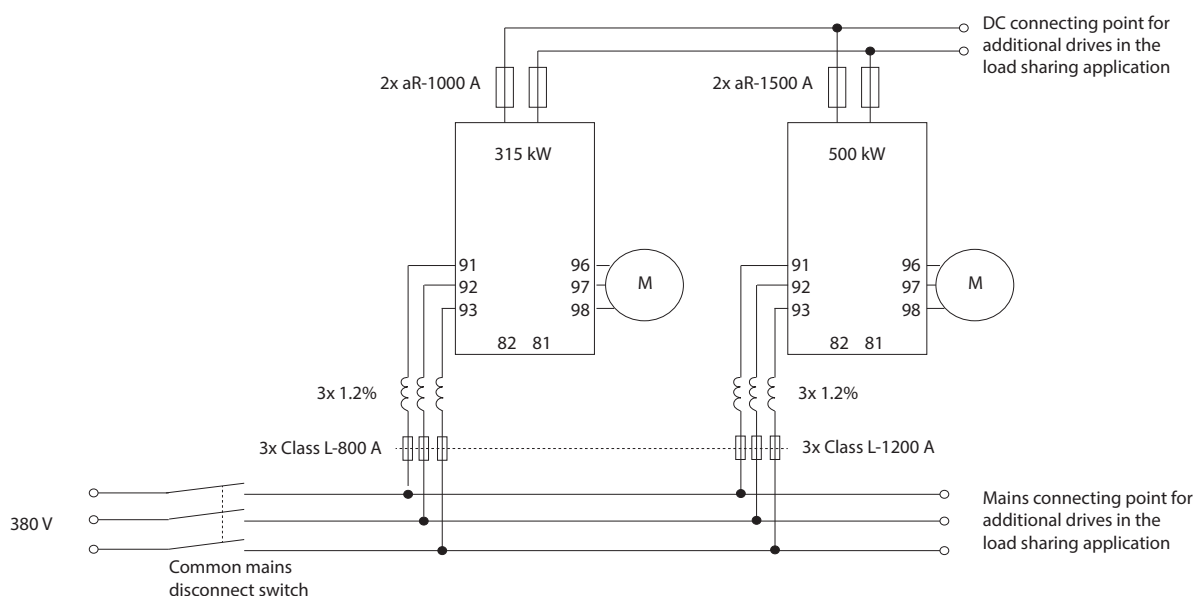 DC connecting point for
additional drives in the
load sharing application
2x aR-1000 A
2x aR-1500 A
315 kW
500 kW
91
96
92
97
93
98
M
82 81
91
96
92
97
93
98
M
82 81
3x 1.2%
3x 1.2%
3x Class L-800 A
3x Class L-1200 A
380 V
Mains connecting point for
additional drives in the
load sharing application
Common mains
disconnect switch